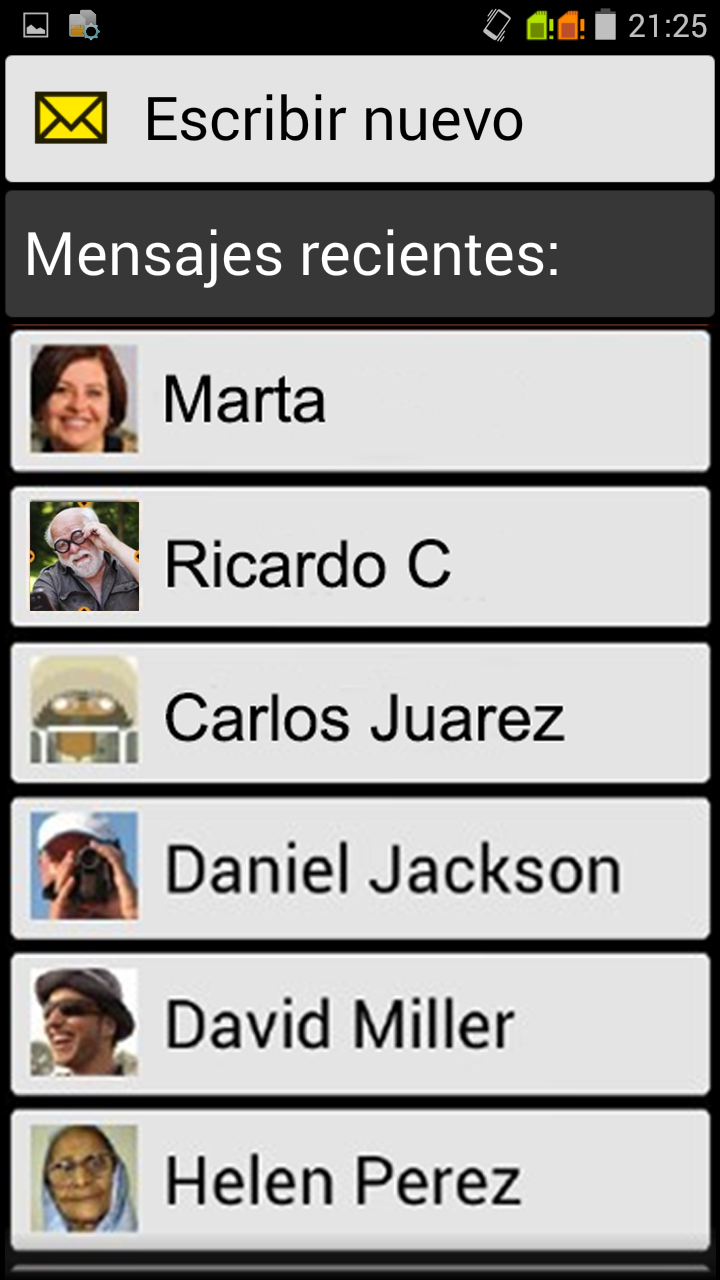 21:25
Escribir nuevo
Mensajes recientes:
Marta
Ricardo C
Carlos Juarez
Daniel Jackson
David Miller
Helen Perez